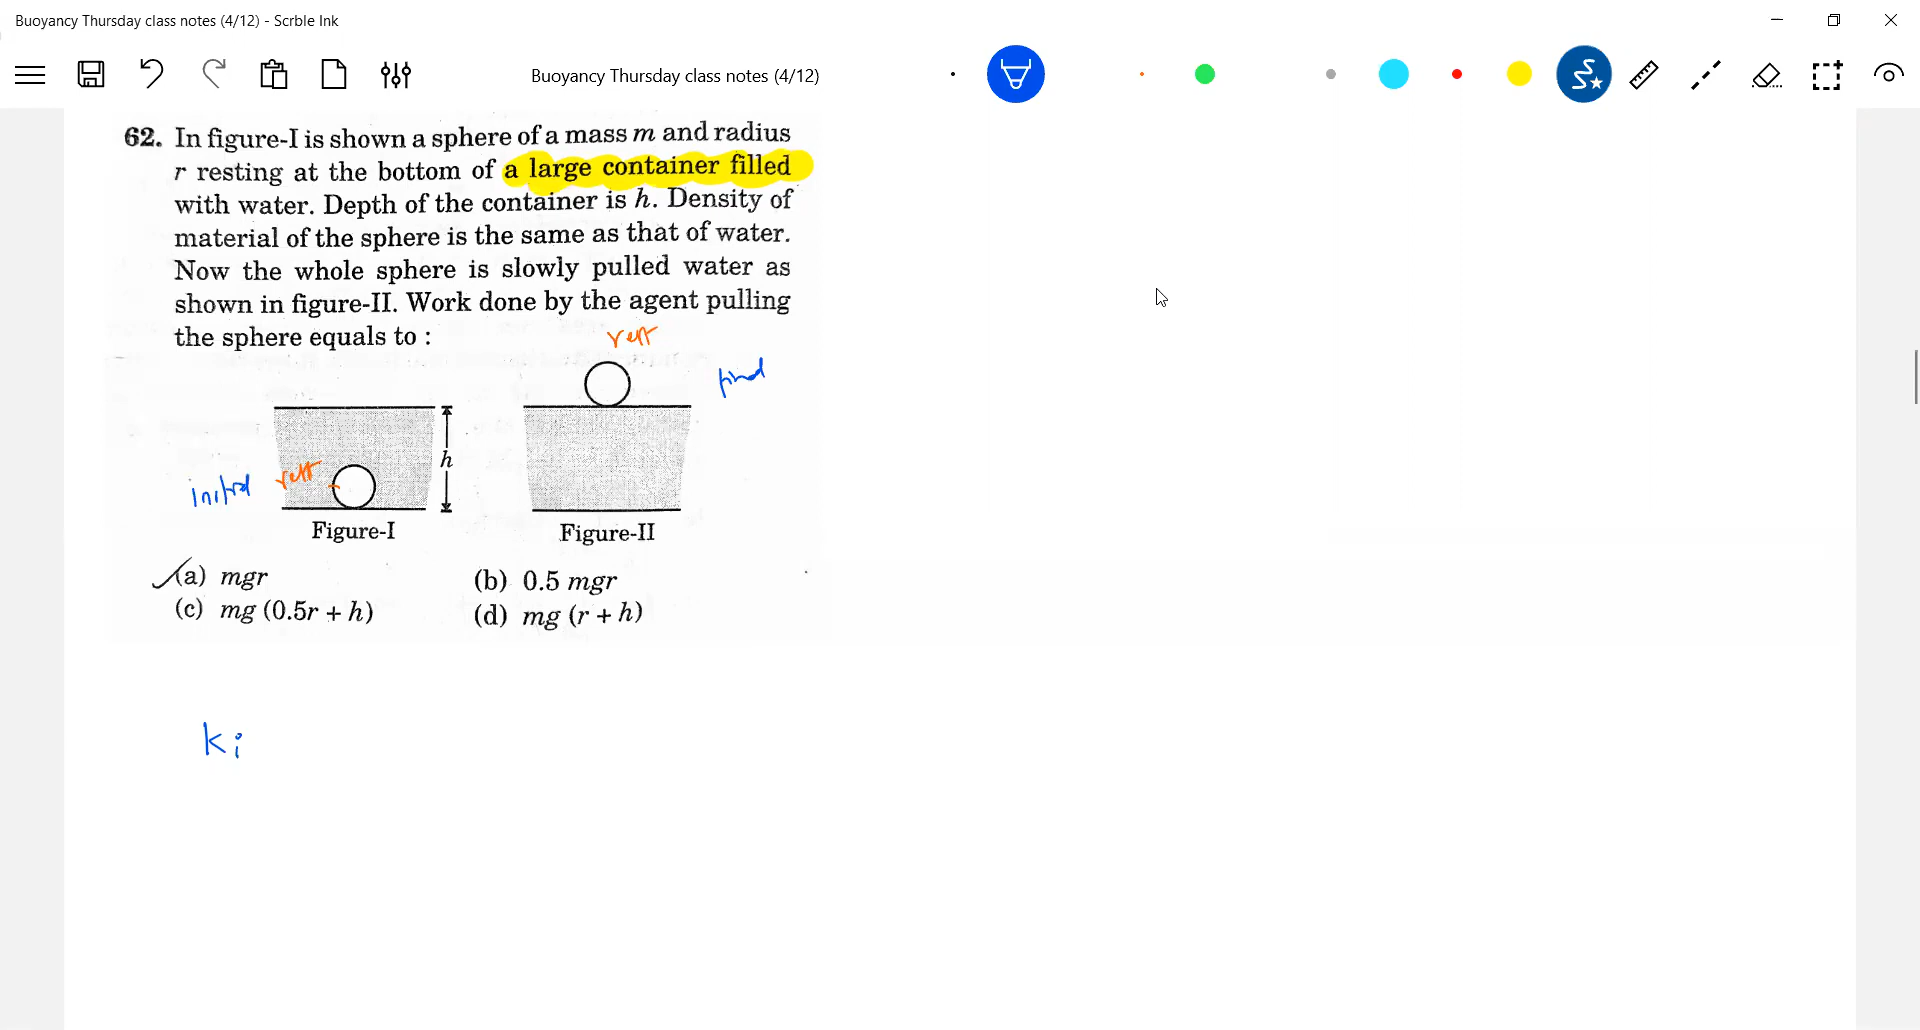 Buoyancy Thursday class notes (4/12) - Scrble Ink
Buoyancy Thursday class notes (4/12)
62. In figure-I is shown a sphere of a mass m and radius
r resting at the bottom of a large container filled
with water. Depth of the container is h. Density of
material of the sphere is the same as that of water.
Now the whole sphere is slowly pulled water as
shown in figure-II. Work done by the agent pulling
the sphere equals to :
rest
final
h
initial rest
Figure-I
Figure-II
(a) mgr (b) 0.5 mgr
(c) mg (0.5r + h) (d) mg (r + h)
Ki